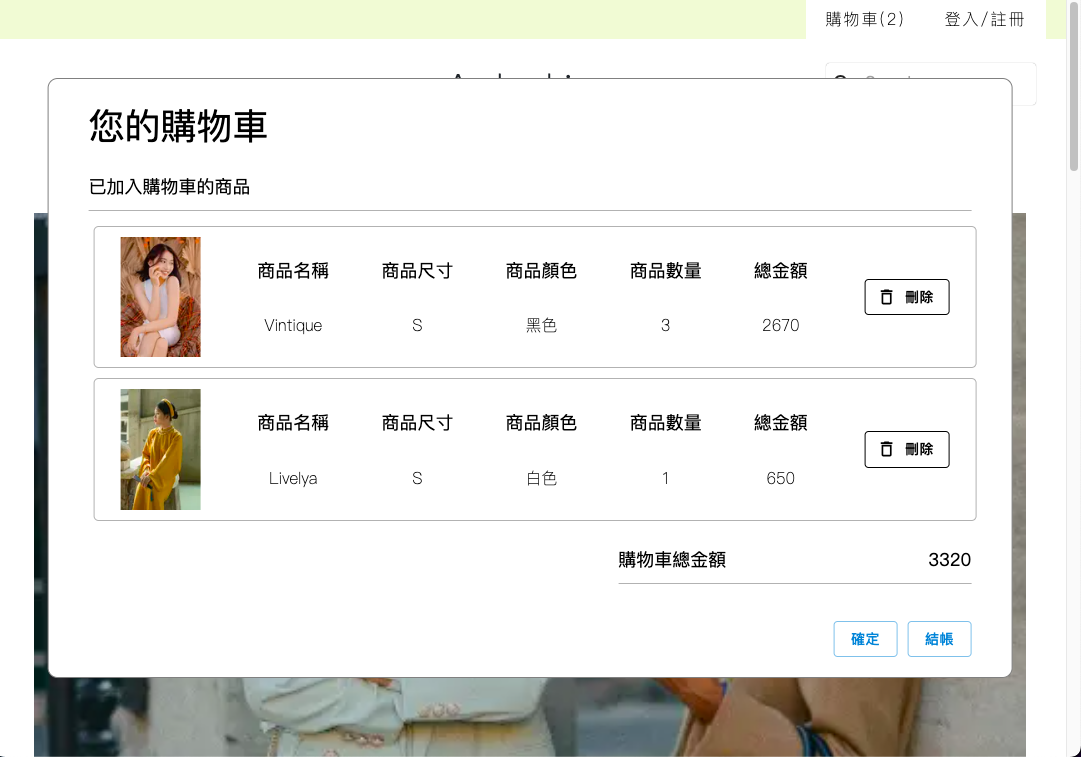 購物車(2) 登入/註冊
您的購物車
已加入購物車的商品
商品名稱 商品尺寸 商品顏色 商品數量 總金額
Vintique S 黑色 3 2670
刪除
商品名稱 商品尺寸 商品顏色 商品數量 總金額
Livelya S 白色 1 650
刪除
購物車總金額 3320
確定 結帳